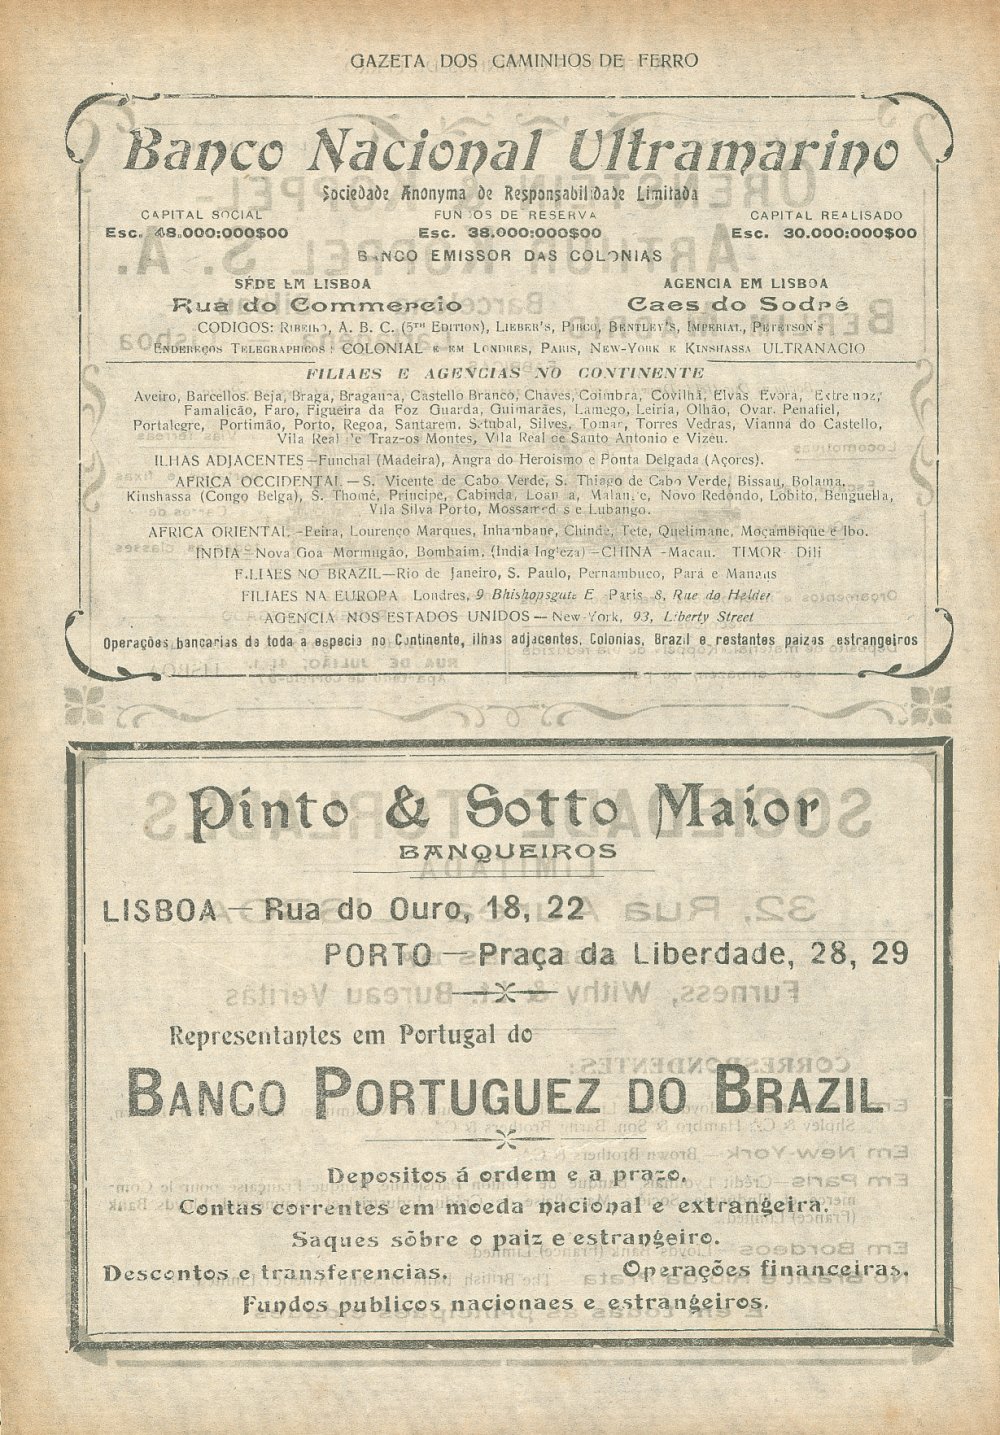 GAZETA DOS CAMINHOS DE FERRO
Banco Nacional Ultramarino
Sociedade Anonyma de Responsabilidade Limitada
CAPITAL SOCIAL FUNDOS DE RESERVA CAPITAL REALISADO
Esc. 48.000:000$00 Esc. 38.000:000$00 Esc. 30.000:000$00
BANCO EMISSOR DAS COLONIAS
SÉDE EM LISBOA AGENCIA EM LISBOA
Rua do Commercio Caes do Sodré
CODIGOS: RIBEIRO, A. B. C. (5TH EDITION), LIEBER'S, BENTLEY'S, IMPERIAL, PETETSON'S
ENDEREÇOS TELEGRAPHICOS: COLONIAL E EM LONDRES, PARIS, NEW-YORK E KINSHASSA ULTRANACIO
FILIAES E AGENCIAS NO CONTINENTE
Aveiro, Barcellos, Beja, Braga, Bragança, Castello Branco, Chaves, Coimbra, Covilhã, Elvas Evora, Extremoz,
Famalicão, Faro, Figueira da Foz Guarda, Guimarães, Lamego, Leiria, Olhão, Ovar, Penafiel,
Portalegre, Portimão, Porto, Regoa, Santarem, Setubal, Silves, Tomar, Torres Vedras, Vianna do Castello,
Vila Real de Traz-os Montes, Vila Real de Santo Antonio e Vizeu.
ILHAS ADJACENTES—Funchal (Madeira), Angra do Heroismo e Ponta Delgada (Açores).
AFRICA OCCIDENTAL—S. Vicente de Cabo Verde, S. Thiago de Cabo Verde, Bissau, Bolama,
Kinshassa (Congo Belga), S. Thomé, Principe, Cabinda, Loanda, Malange, Novo Redondo, Lobito, Benguella,
Vila Silva Porto, Mossamedes e Lubango.
AFRICA ORIENTAL—Beira, Lourenço Marques, Inhambane, Chinde, Tete, Quelimane, Moçambique e Ibo.
INDIA—Nova Goa Mormugão, Bombaim, (India Ingleza)—CHINA—Macau. TIMOR Dili
FILIAES NO BRAZIL—Rio de Janeiro, S. Paulo, Pernambuco, Pará e Manaus
FILIAES NA EUROPA Londres, 9 Bhishopsgate E Paris 8, Rue do Helder
AGENCIA NOS ESTADOS UNIDOS—New York, 93, Liberty Street
Operações bancarias de toda a especie no Continente, ilhas adjacentes, Colonias, Brazil e restantes paizes estrangeiros
Pinto & Sotto Maior
BANQUEIROS
LISBOA—Rua do Ouro, 18, 22
PORTO—Praça da Liberdade, 28, 29
Representantes em Portugal do
BANCO PORTUGUEZ DO BRAZIL
Depositos á ordem e a prazo.
Contas correntes em moeda nacional e extrangeira.
Saques sôbre o paiz e estrangeiro.
Descontos e transferencias. Operações financeiras.
Fundos publicos nacionaes e estrangeiros.